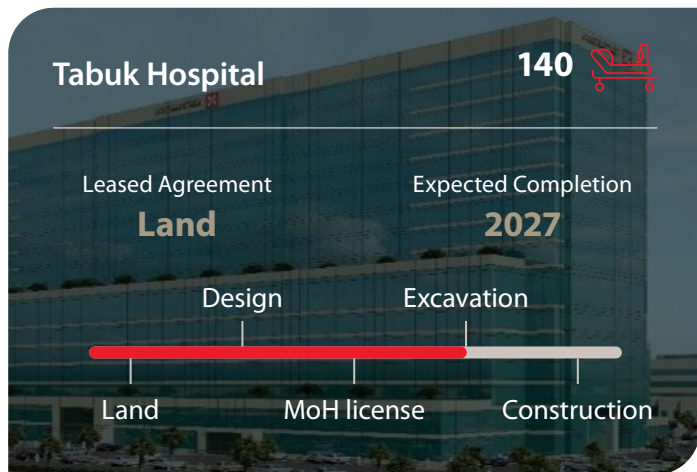 Tabuk Hospital
140
Leased Agreement
Expected Completion
Land
2027
Design
Excavation
Land
MoH license
Construction